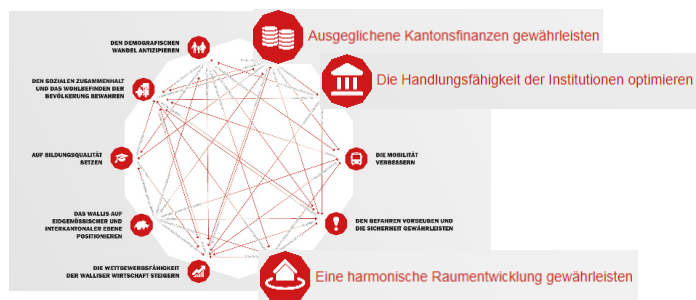 Ausgeglichene Kantonsfinanzen gewährleisten
DEN DEMOGRAFISCHEN
WANDEL ANTIZIPIEREN
Die Handlungsfähigkeit der Institutionen optimieren
DEN SOZIALEN ZUSAMMENHALT
UND DAS WOHLBEFINDEN DER
BEVÖLKERUNG BEWAHREN
AUF BILDUNGSQUALITÄT
SETZEN
DIE MOBILITÄT
VERBESSERN
DAS WALLIS AUF
EIDGENÖSSISCHER UND
INTERKANTONALER EBENE
POSITIONIEREN
DEN GEFAHREN VORBEUGEN UND
DIE SICHERHEIT GEWÄHRLEISTEN
DIE WETTBEWERBSFÄHIGKEIT
DER WALLISER WIRTSCHAFT STEIGERN
Eine harmonische Raumentwicklung gewährleisten